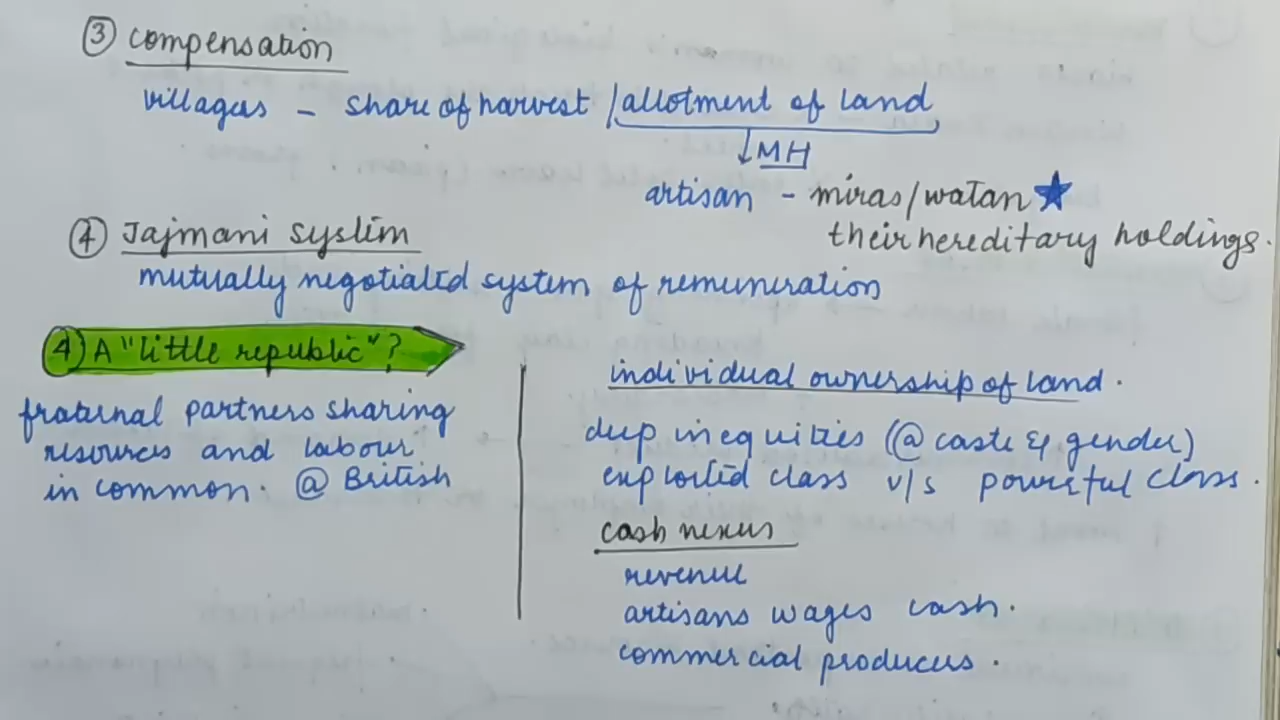 ③ compensation
villages – share of harvest / allotment of land
↓ MH
artisan – miras/watan ★
their hereditary holdings.
④ Jajmani system
mutually negotiated system of remuneration
④ A "little republic"?
fraternal partners sharing
resources and labour
in common. @ British
individual ownership of land.
deep inequities (@ caste & gender)
exploited class v/s powerful class.
cash nexus
revenue
artisans wages cash.
commercial producers.